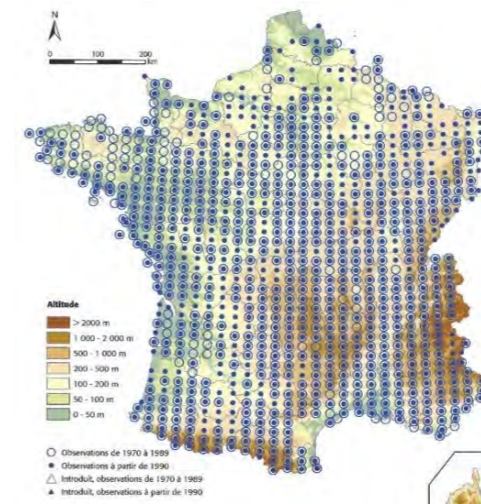 N
0 100 200
km
Altitude
> 2000 m
1 000 - 2 000 m
500 - 1 000 m
200 - 500 m
100 - 200 m
50 - 100 m
0 - 50 m
Observations de 1970 à 1989
Observations à partir de 1990
Introduit, observations de 1970 à 1989
Introduit, observations à partir de 1990